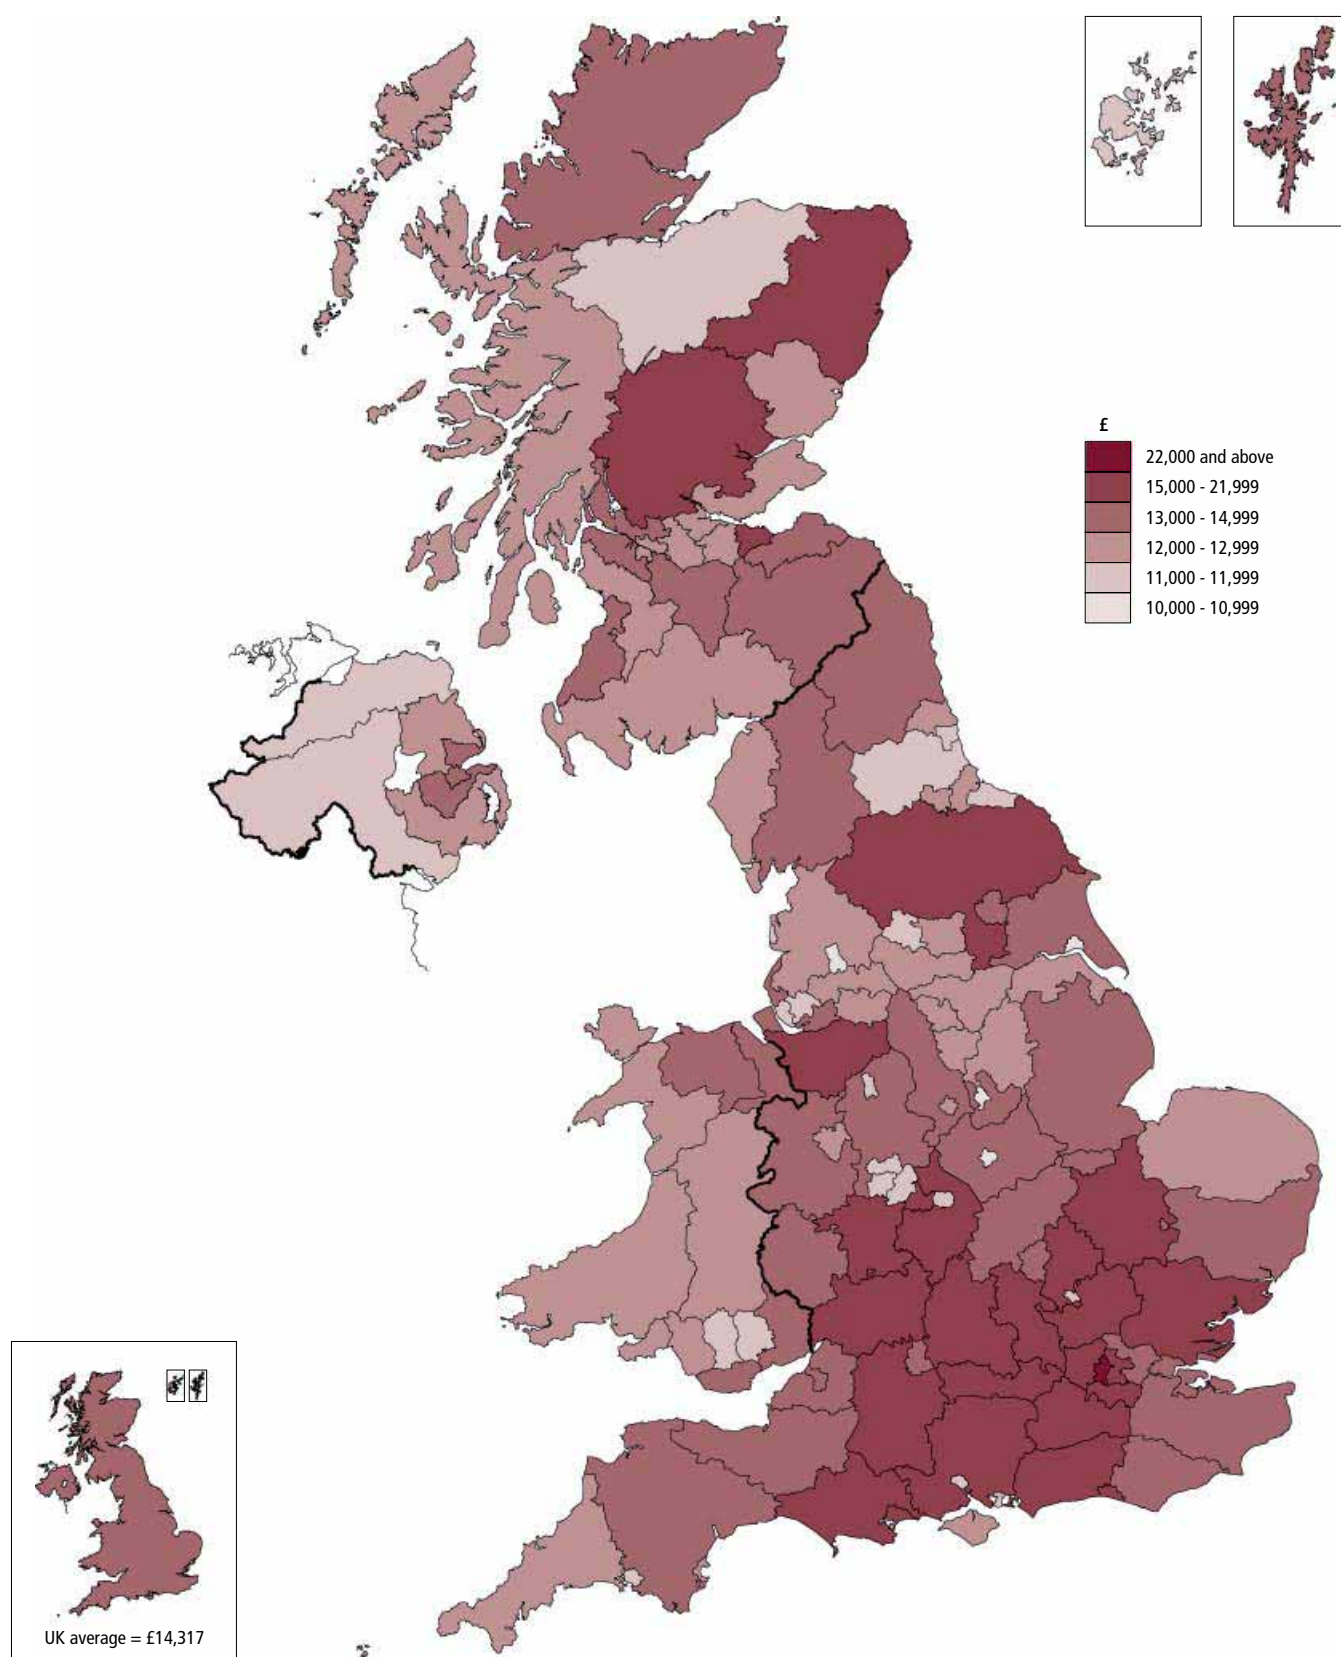 £
22,000 and above
15,000 - 21,999
13,000 - 14,999
12,000 - 12,999
11,000 - 11,999
10,000 - 10,999
UK average = £14,317